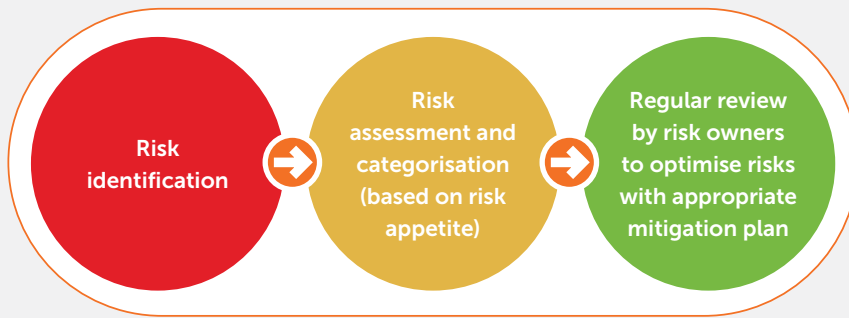 Risk
identification
Risk
assessment and
categorisation
(based on risk
appetite)
Regular review
by risk owners
to optimise risks
with appropriate
mitigation plan